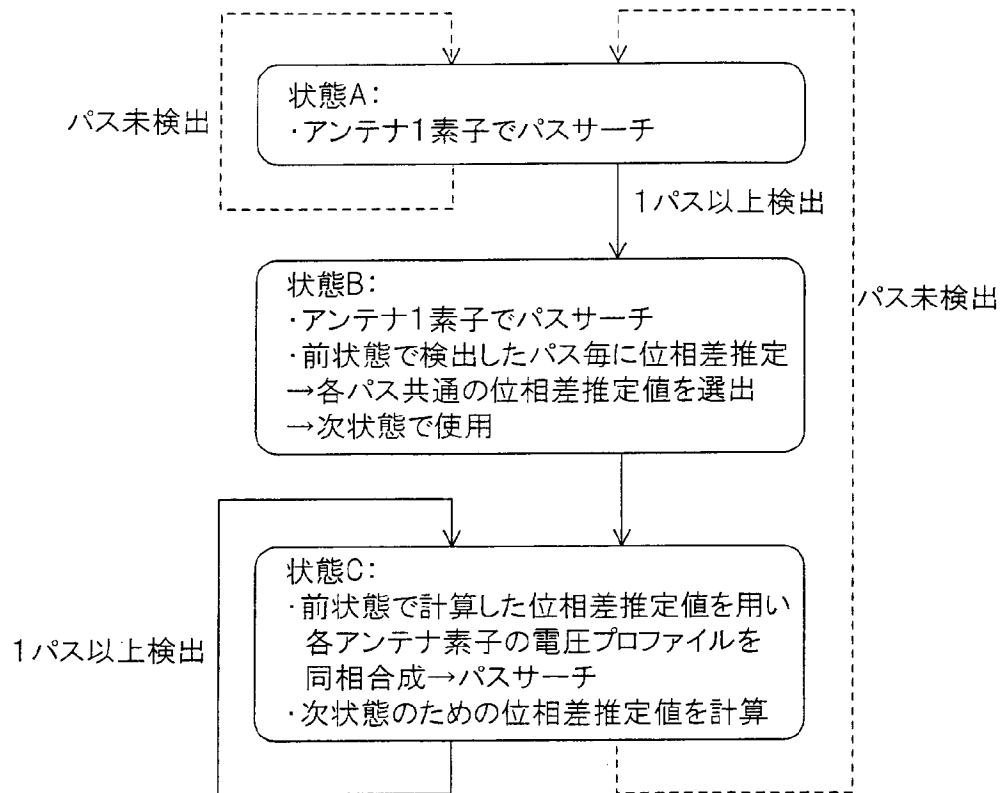 状態A:
・アンテナ1素子でパスサーチ
パス未検出
1パス以上検出
状態B:
・アンテナ1素子でパスサーチ
・前状態で検出したパス毎に位相差推定
→各パス共通の位相差推定値を選出
→次状態で使用
パス未検出
状態C:
・前状態で計算した位相差推定値を用い
各アンテナ素子の電圧プロファイルを
同相合成→パスサーチ
・次状態のための位相差推定値を計算
1パス以上検出